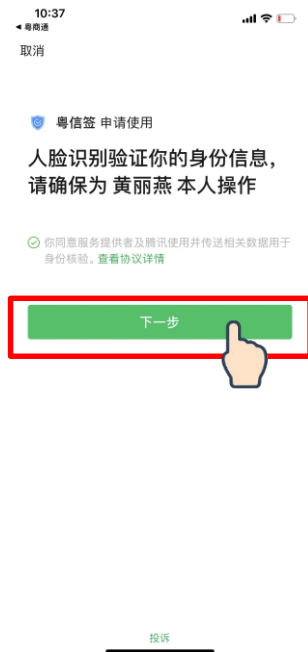 10:37
◀ 粤商通
取消
粤信签 申请使用
人脸识别验证你的身份信息，
请确保为 黄丽燕 本人操作
你同意服务提供者及腾讯使用并传送相关数据用于
身份核验。查看协议详情
下一步
投诉